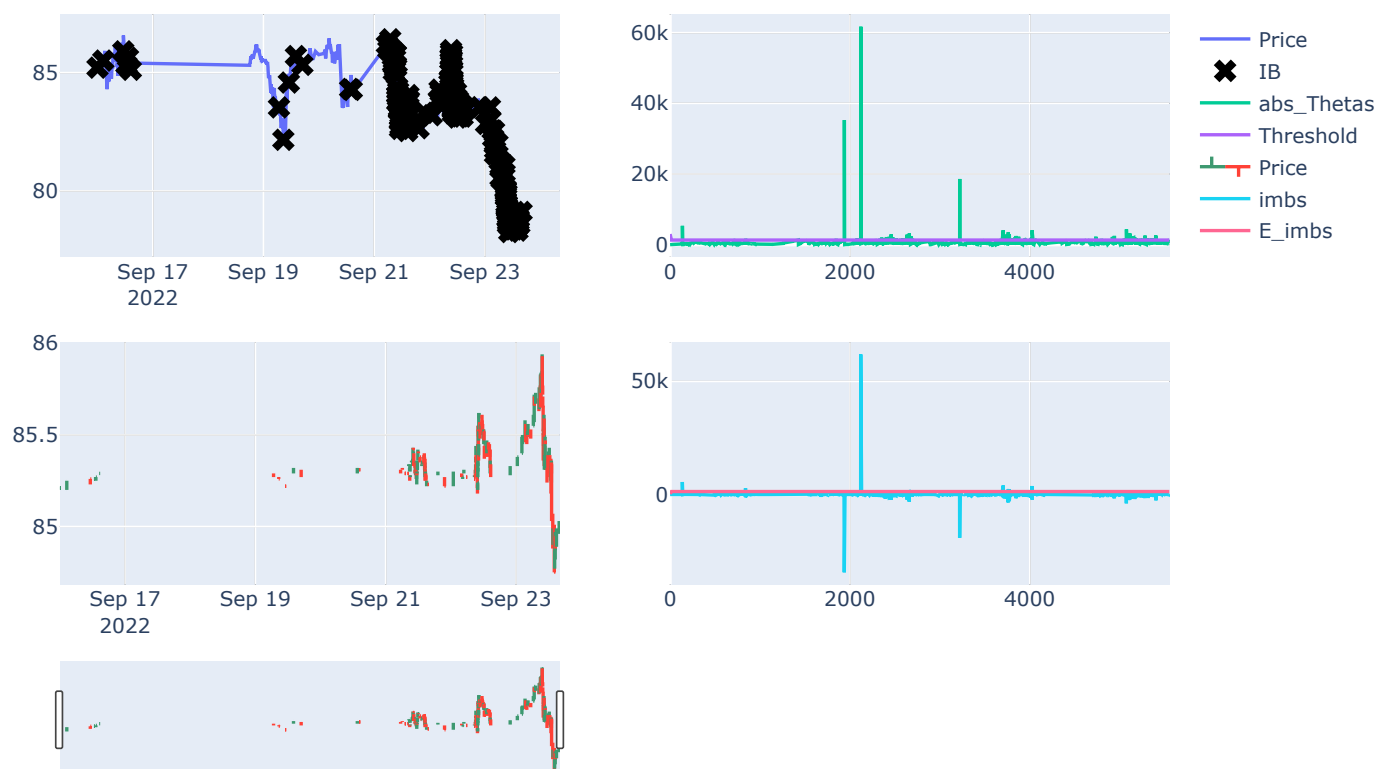 85
80
Sep 17
2022
Sep 19
Sep 21
Sep 23
60k
40k
20k
0
0
2000
4000
Price
IB
abs_Thetas
Threshold
Price
imbs
E_imbs
86
85.5
85
Sep 17
2022
Sep 19
Sep 21
Sep 23
50k
0
0
2000
4000